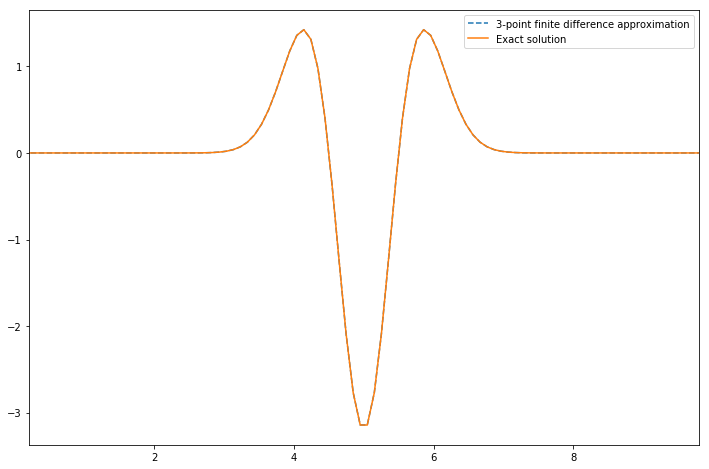 3-point finite difference approximation
Exact solution
1
0
−1
−2
−3
2 4 6 8